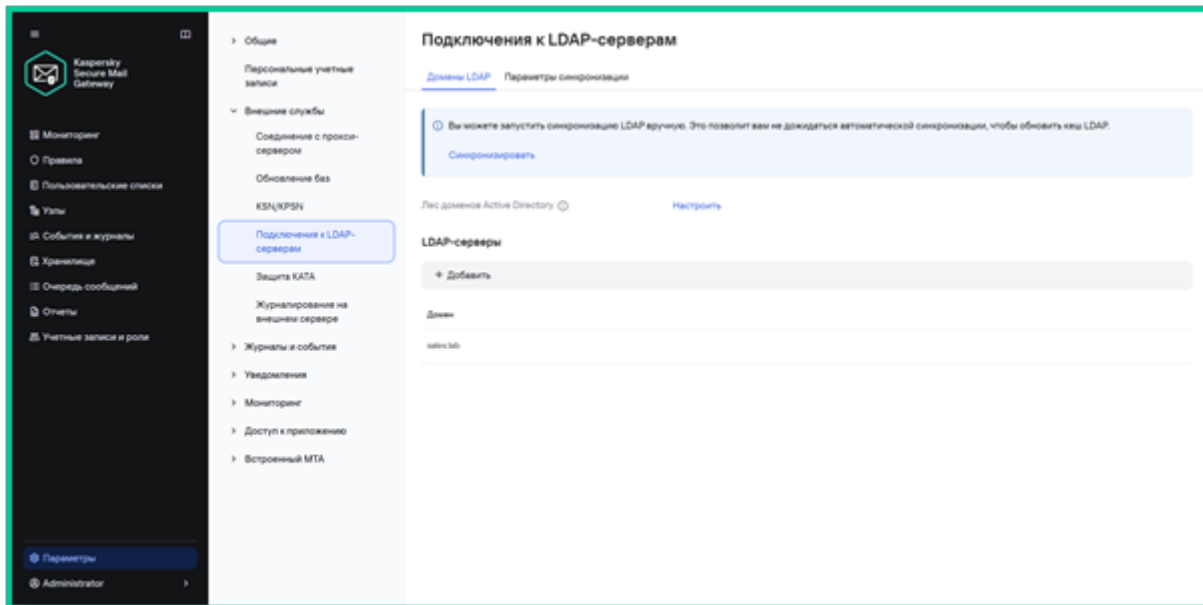 Kaspersky
Secure Mail
Gateway
Мониторинг
Правила
Пользовательские списки
Узлы
События и журналы
Хранилище
Очередь сообщений
Отчеты
Учетные записи и роли
Параметры
Administrator
Общие
Персональные учетные
записи
Внешние службы
Соединение с прокси-
сервером
Обновление баз
KSN/KPSN
Подключения к LDAP-
серверам
Защита KATA
Журналирование на
внешнем сервере
Журналы и события
Уведомления
Мониторинг
Доступ к приложению
Встроенный MTA
Подключения к LDAP-серверам
Домены LDAP Параметры синхронизации
Вы можете запустить синхронизацию LDAP вручную. Это позволит вам не дожидаться автоматической синхронизации, чтобы обновить кеш LDAP.
Синхронизировать
Лес доменов Active Directory Настроить
LDAP-серверы
+ Добавить
Домен
sales.lab